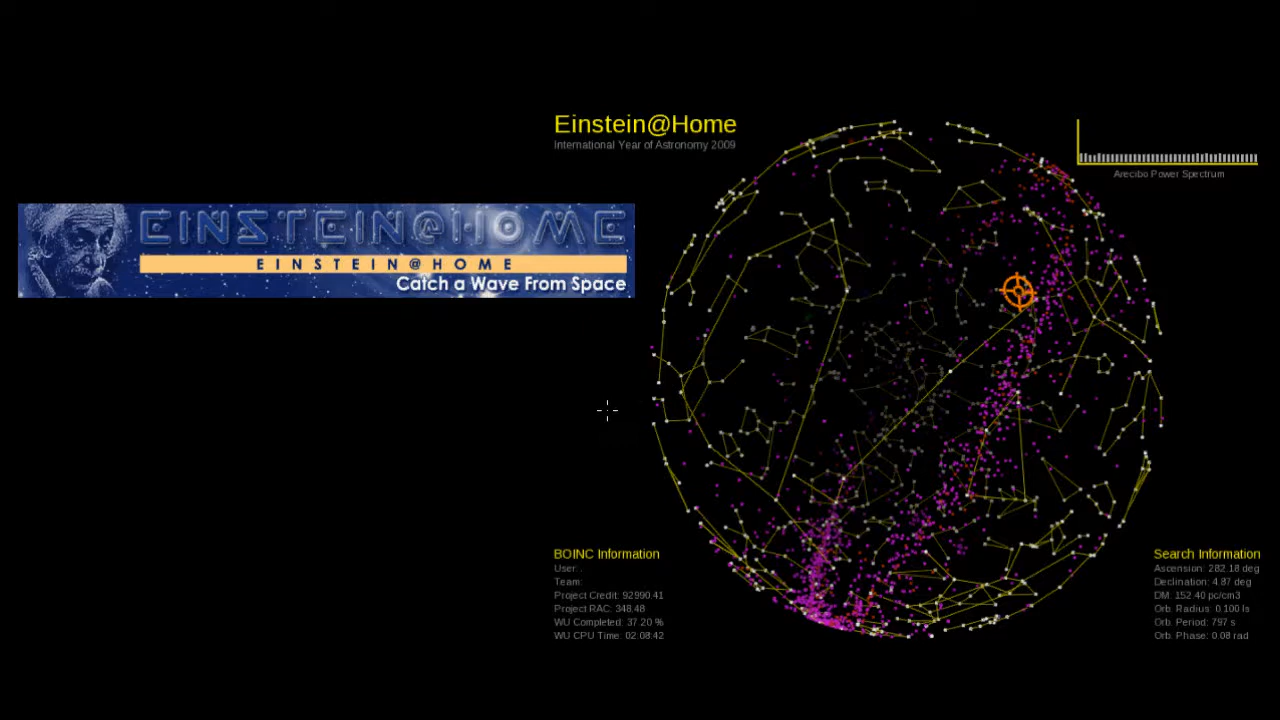 Einstein@Home
International Year of Astronomy 2009
Arecibo Power Spectrum
EINSTEIN@HOME
EINSTEIN@HOME
Catch a Wave From Space
BOINC Information
User: .
Team:
Project Credit: 92990.41
Project RAC: 348.48
WU Completed: 37.20 %
WU CPU Time: 02:08:42
Search Information
Ascension: 282.18 deg
Declination: 4.87 deg
DM: 152.40 pc/cm3
Orb. Radius: 0.100 ls
Orb. Period: 797 s
Orb. Phase: 0.08 rad